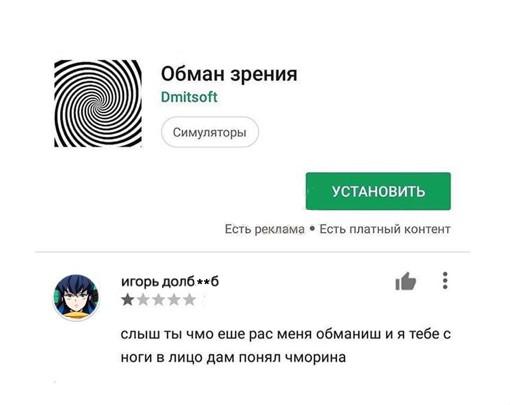 Обман зрения
Dmitsoft
Симуляторы
УСТАНОВИТЬ
Есть реклама • Есть платный контент
игорь долб**б
слыш ты чмо еше рас меня обманиш и я тебе с
ноги в лицо дам понял чморина